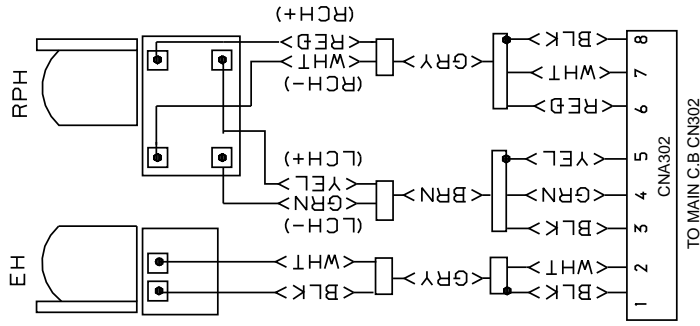 RPH
(RCH+)
RED
WHT
(RCH-)
GRY
BLK 8
WHT 7
RED 6
(LCH+)
YEL
GRN
(LCH-)
BRN
YEL 5
GRN 4
BLK 3
EH
WHT
BLK
GRY
WHT 2
BLK 1
CNA302
TO MAIN C.B CN302